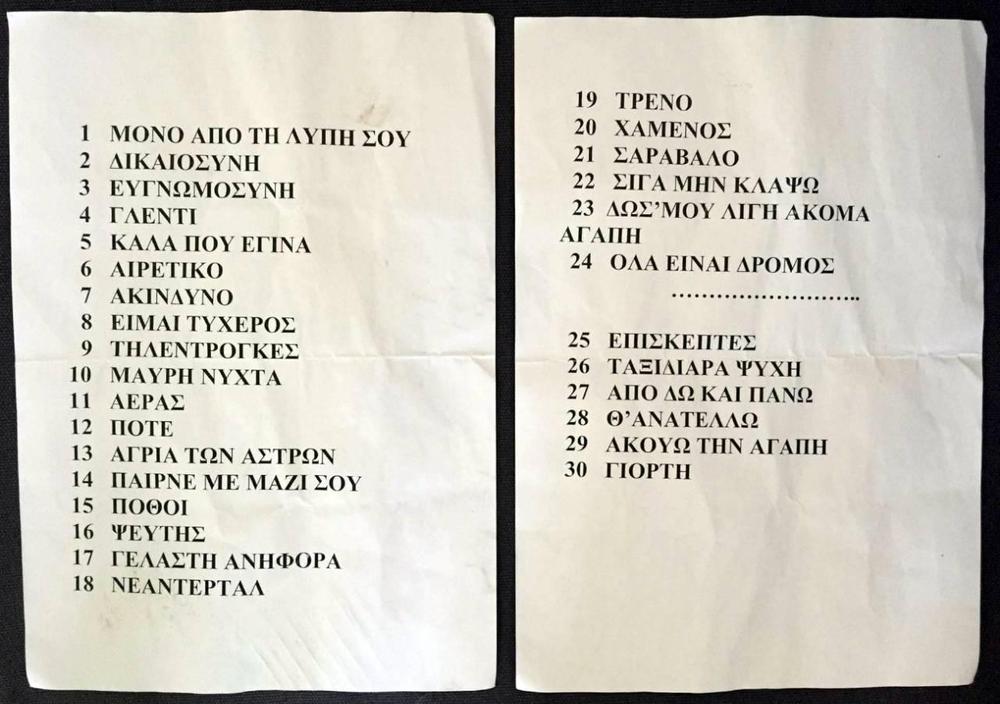 1 ΜΟΝΟ ΑΠΟ ΤΗ ΛΥΠΗ ΣΟΥ
2 ΔΙΚΑΙΟΣΥΝΗ
3 ΕΥΓΝΩΜΟΣΥΝΗ
4 ΓΛΕΝΤΙ
5 ΚΑΛΑ ΠΟΥ ΕΓΙΝΑ
6 ΑΙΡΕΤΙΚΟ
7 ΑΚΙΝΔΥΝΟ
8 ΕΙΜΑΙ ΤΥΧΕΡΟΣ
9 ΤΗΛΕΝΤΡΟΓΚΕΣ
10 ΜΑΥΡΗ ΝΥΧΤΑ
11 ΑΕΡΑΣ
12 ΠΟΤΕ
13 ΑΓΡΙΑ ΤΩΝ ΑΣΤΡΩΝ
14 ΠΑΙΡΝΕ ΜΕ ΜΑΖΙ ΣΟΥ
15 ΠΟΘΟΙ
16 ΨΕΥΤΗΣ
17 ΓΕΛΑΣΤΗ ΑΝΗΦΟΡΑ
18 ΝΕΑΝΤΕΡΤΑΛ
19 ΤΡΕΝΟ
20 ΧΑΜΕΝΟΣ
21 ΣΑΡΑΒΑΛΟ
22 ΣΙΓΑ ΜΗΝ ΚΛΑΨΩ
23 ΔΩΣ’ΜΟΥ ΛΙΓΗ ΑΚΟΜΑ
ΑΓΑΠΗ
24 ΟΛΑ ΕΙΝΑΙ ΔΡΟΜΟΣ
……………………..
25 ΕΠΙΣΚΕΠΤΕΣ
26 ΤΑΞΙΔΙΑΡΑ ΨΥΧΗ
27 ΑΠΟ ΔΩ ΚΑΙ ΠΑΝΩ
28 Θ’ΑΝΑΤΕΛΛΩ
29 ΑΚΟΥΩ ΤΗΝ ΑΓΑΠΗ
30 ΓΙΟΡΤΗ